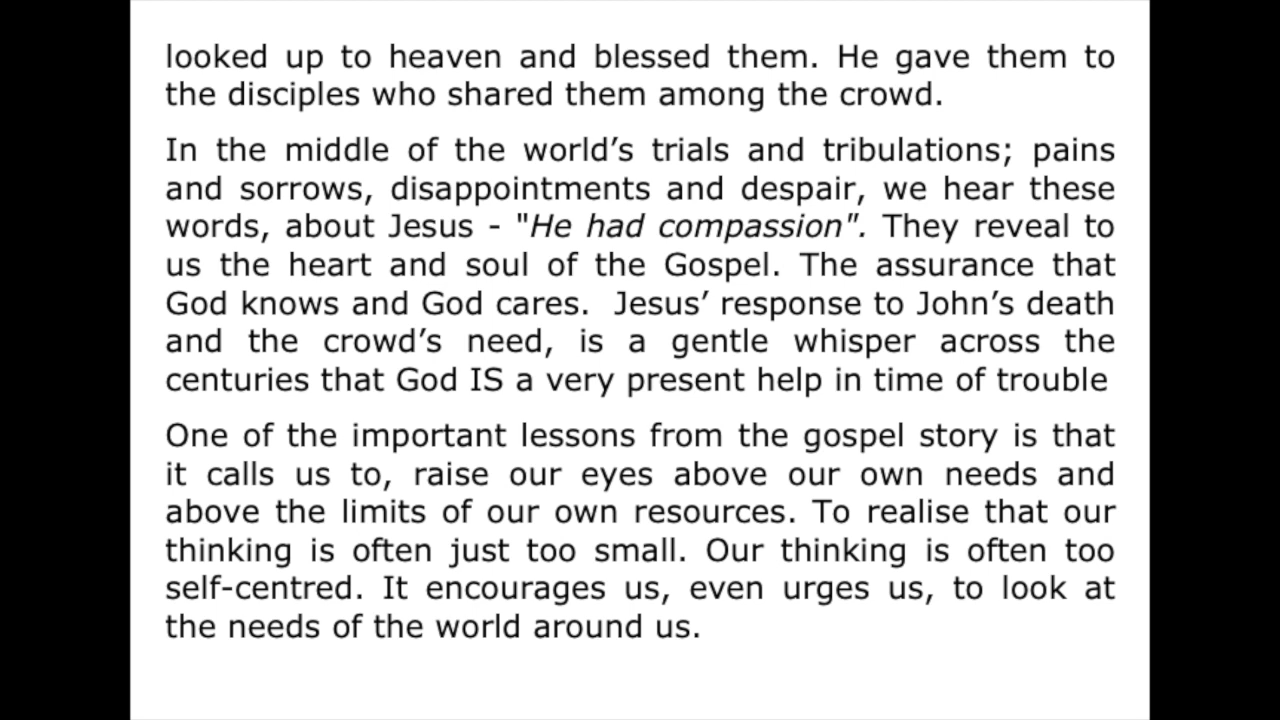 looked up to heaven and blessed them. He gave them to
the disciples who shared them among the crowd.
In the middle of the world’s trials and tribulations; pains
and sorrows, disappointments and despair, we hear these
words, about Jesus - "He had compassion". They reveal to
us the heart and soul of the Gospel. The assurance that
God knows and God cares.  Jesus’ response to John’s death
and the crowd’s need, is a gentle whisper across the
centuries that God IS a very present help in time of trouble
One of the important lessons from the gospel story is that
it calls us to, raise our eyes above our own needs and
above the limits of our own resources. To realise that our
thinking is often just too small. Our thinking is often too
self-centred. It encourages us, even urges us, to look at
the needs of the world around us.